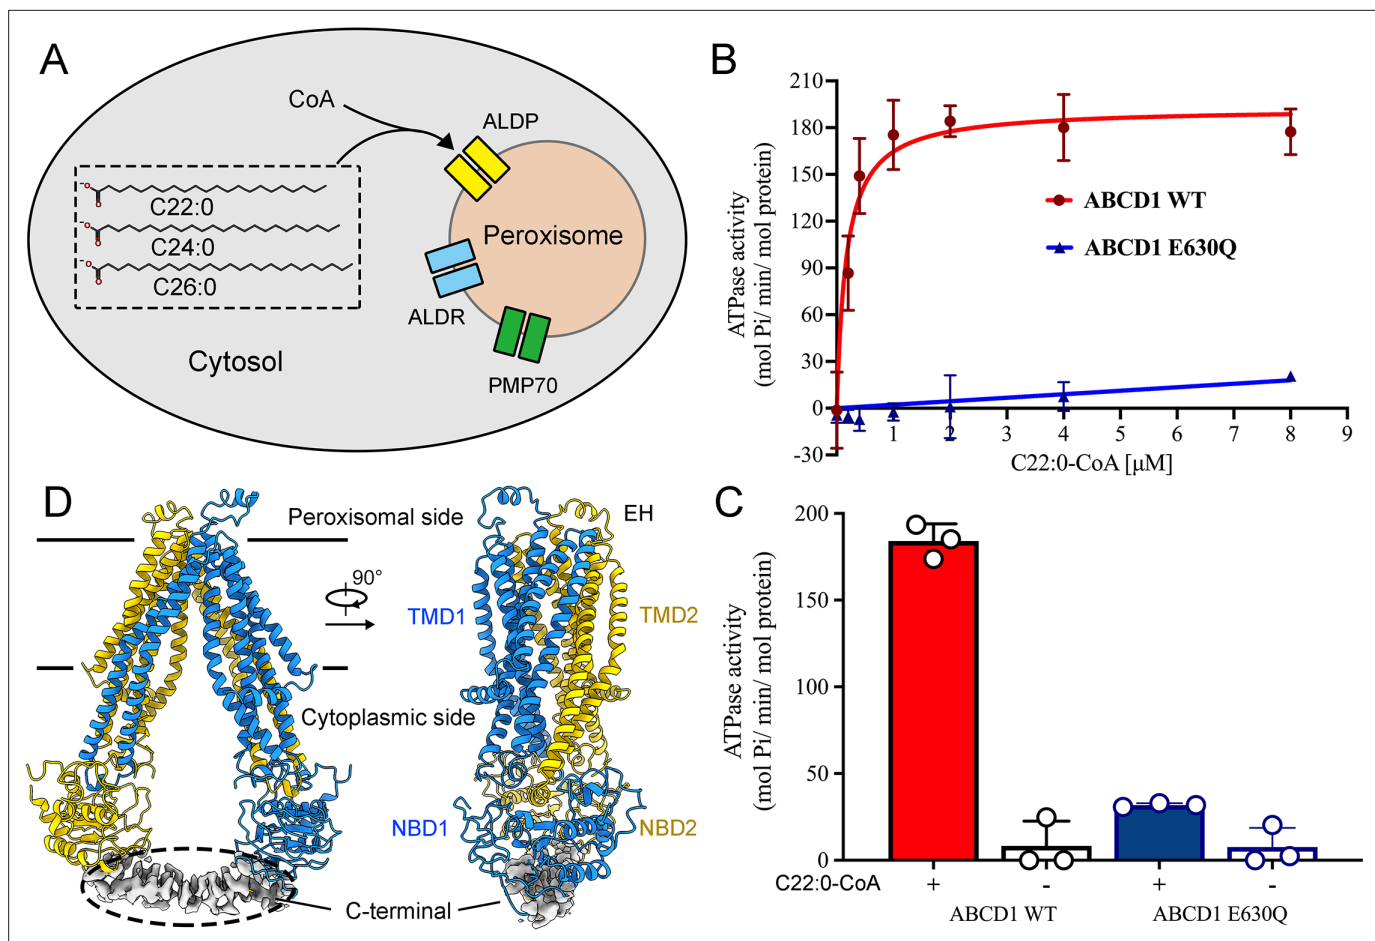 A
CoA
ALDP
C22:0
C24:0
C26:0
Peroxisome
ALDR
PMP70
Cytosol
B
ATPase activity
(mol Pi/ min/ mol protein)
210
180
150
120
90
60
30
0
-30
1
2
3
4
5
6
7
8
9
C22:0-CoA [μM]
ABCD1 WT
ABCD1 E630Q
D
Peroxisomal side
EH
90°
TMD1
TMD2
Cytoplasmic side
NBD1
NBD2
C-terminal
C
ATPase activity
(mol Pi/ min/ mol protein)
200
150
100
50
0
C22:0-CoA + - + -
ABCD1 WT ABCD1 E630Q